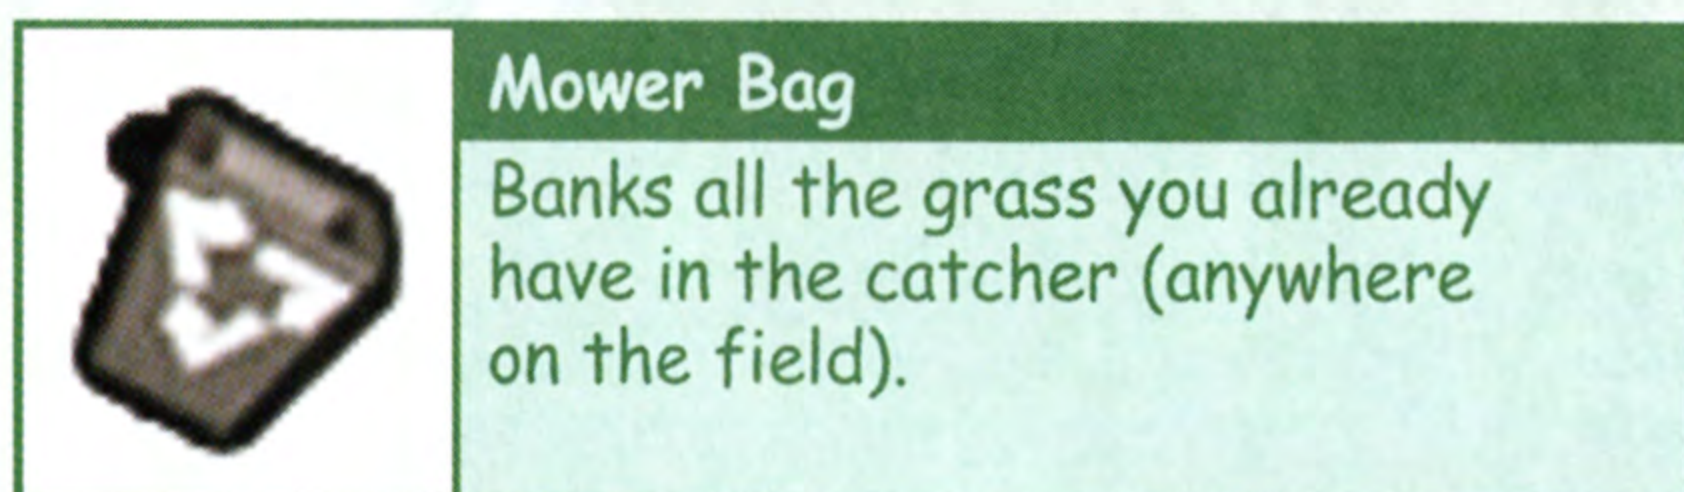 Mower Bag
Banks all the grass you already
have in the catcher (anywhere
on the field).